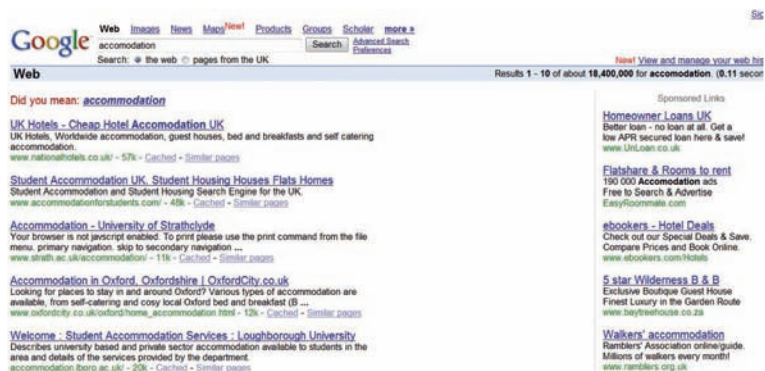 Sig
Web Images News Maps New! Products Groups Scholar more »
Google
accomodation Search Advanced Search
Preferences
Search: the web pages from the UK
New! View and manage your web his
Web Results 1 - 10 of about 18,400,000 for accomodation. (0.11 secon
Did you mean: accommodation
UK Hotels - Cheap Hotel Accomodation UK
UK Hotels, Worldwide accommodation, guest houses, bed and breakfasts and self catering
accommodation.
www.nationalhotels.co.uk/ - 57k - Cached - Similar pages
Student Accommodation UK. Student Housing Houses Flats Homes
Student Accommodation and Student Housing Search Engine for the UK.
www.accommodationforstudents.com/ - 48k - Cached - Similar pages
Accommodation - University of Strathclyde
Your browser is not javscript enabled. To print please use the print command from the file
menu. primary navigation. skip to secondary navigation ...
www.strath.ac.uk/accommodation/ - 11k - Cached - Similar pages
Accommodation in Oxford, Oxfordshire | OxfordCity.co.uk
Looking for places to stay in and around Oxford? Various types of accommodation are
available, from self-catering and cosy local Oxford bed and breakfast (B ...
www.oxfordcity.co.uk/oxford/home_accommodation.html - 12k - Cached - Similar pages
Welcome : Student Accommodation Services : Loughborough University
Describes university based and private sector accommodation available to students in the
area and details of the services provided by the department.
accommodation.lboro.ac.uk/ - 20k - Cached - Similar pages
Sponsored Links
Homeowner Loans UK
Better loan - no loan at all. Get a
low APR secured loan here & save!
www.UnLoan.co.uk
Flatshare & Rooms to rent
190 000 Accomodation ads
Free to Search & Advertise
EasyRoommate.com
ebookers - Hotel Deals
Check out our Special Deals & Save.
Compare Prices and Book Online.
www.ebookers.com/Hotels
5 star Wilderness B & B
Exclusive Boutique Guest House
Finest Luxury in the Garden Route
www.baytreehouse.co.za
Walkers' accommodation
Ramblers' Association online/guide.
Millions of walkers every month!
www.ramblers.org.uk